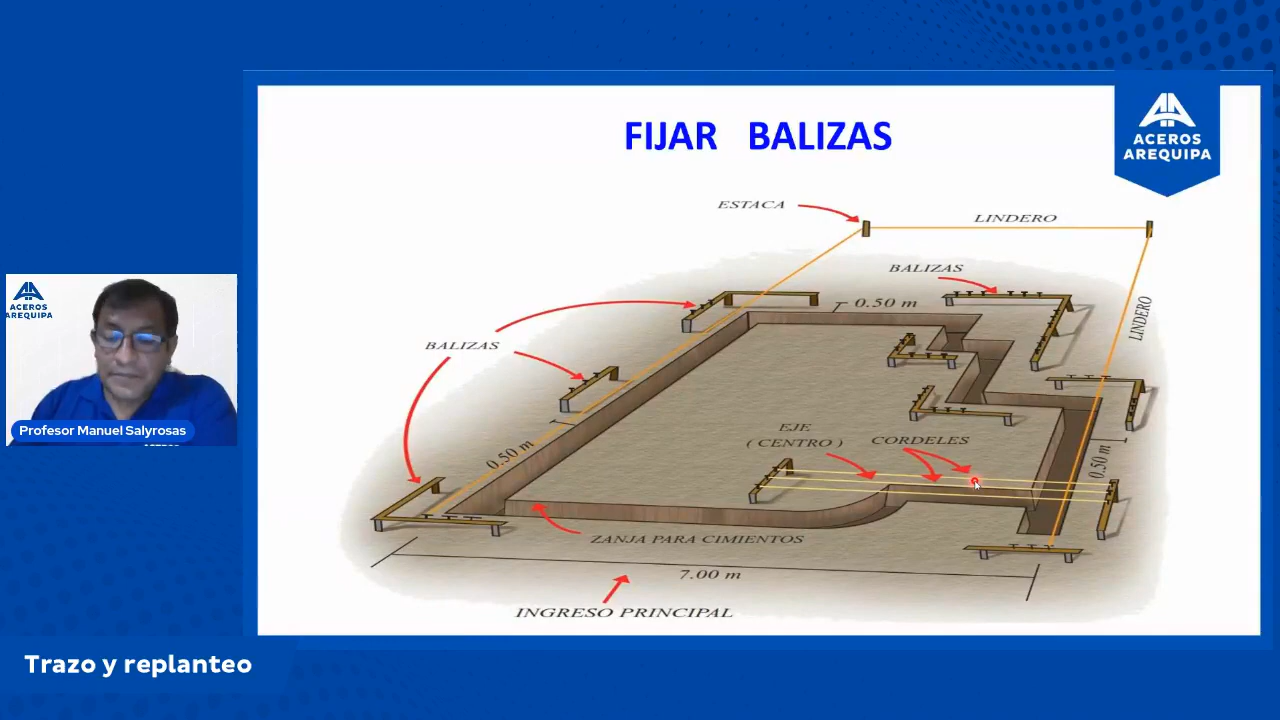 FIJAR BALIZAS
ACEROS
AREQUIPA
ESTACA
LINDERO
BALIZAS
0.50 m
LINDERO
BALIZAS
EJE
( CENTRO )
CORDELES
0.50 m
0.50 m
ZANJA PARA CIMIENTOS
7.00 m
INGRESO PRINCIPAL
ACEROS
AREQUIPA
Profesor Manuel Salyrosas
Trazo y replanteo